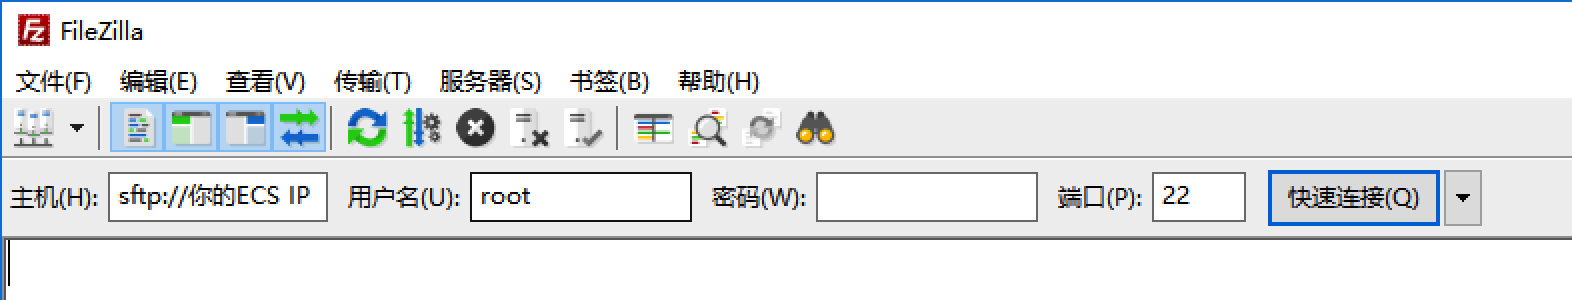 FileZilla
文件(F) 编辑(E) 查看(V) 传输(T) 服务器(S) 书签(B) 帮助(H)
主机(H): sftp://你的ECS IP 用户名(U): root 密码(W): 端口(P): 22 快速连接(Q)